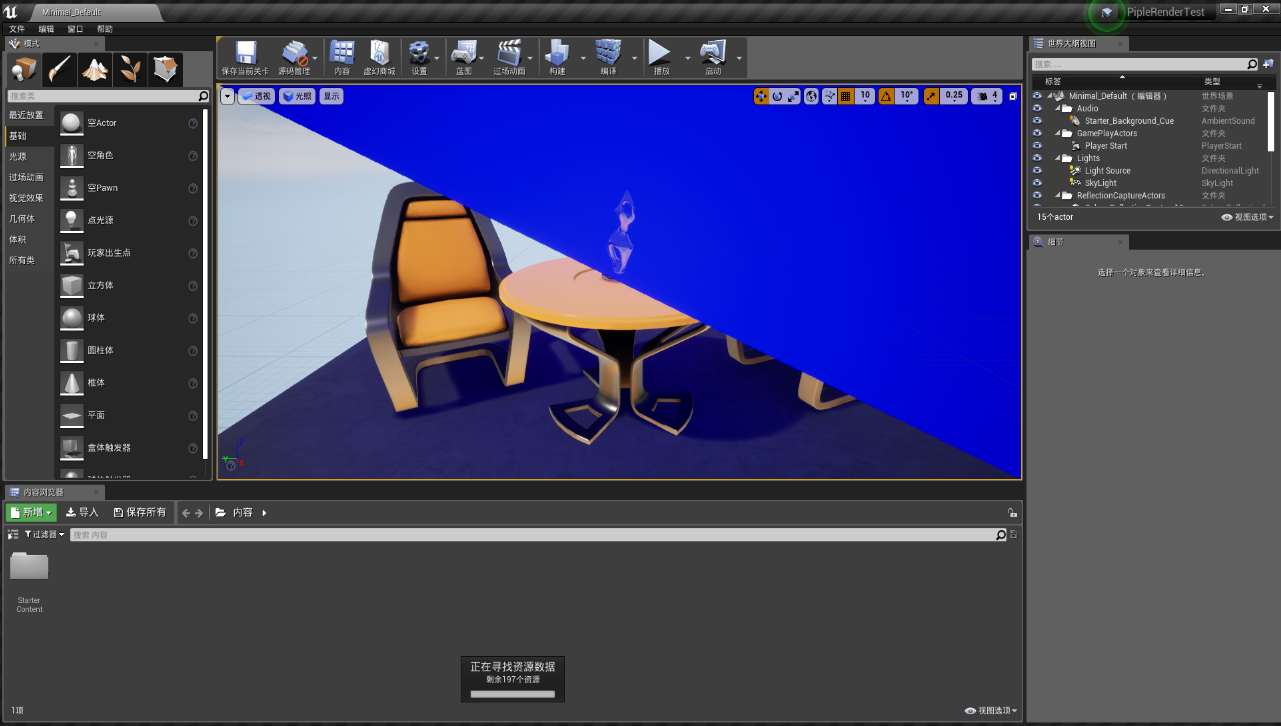 Minimal_Default
PipleRenderTest
文件 编辑 窗口 帮助
模式
搜索类
最近放置
基础
光源
过场动画
视觉效果
几何体
体积
所有类
空Actor
空角色
空Pawn
点光源
玩家出生点
立方体
球体
圆柱体
椎体
平面
盒体触发器
保存当前关卡 源码管理 内容 虚幻商城 设置 蓝图 过场动画 构建 编译 播放 启动
透视 光照 显示
10 10° 0.25 4
世界大纲视图
搜索 ...
标签 类型
Minimal_Default（编辑器） 世界场景
Audio 文件夹
Starter_Background_Cue AmbientSound
GamePlayActors 文件夹
Player Start PlayerStart
Lights 文件夹
Light Source DirectionalLight
SkyLight SkyLight
ReflectionCaptureActors 文件夹
15个actor 视图选项
细节
选择一个对象来查看详细信息。
内容浏览器
新增 导入 保存所有 内容
过滤器 搜索 内容
Starter
Content
正在寻找资源数据
剩余197个资源
1项 视图选项